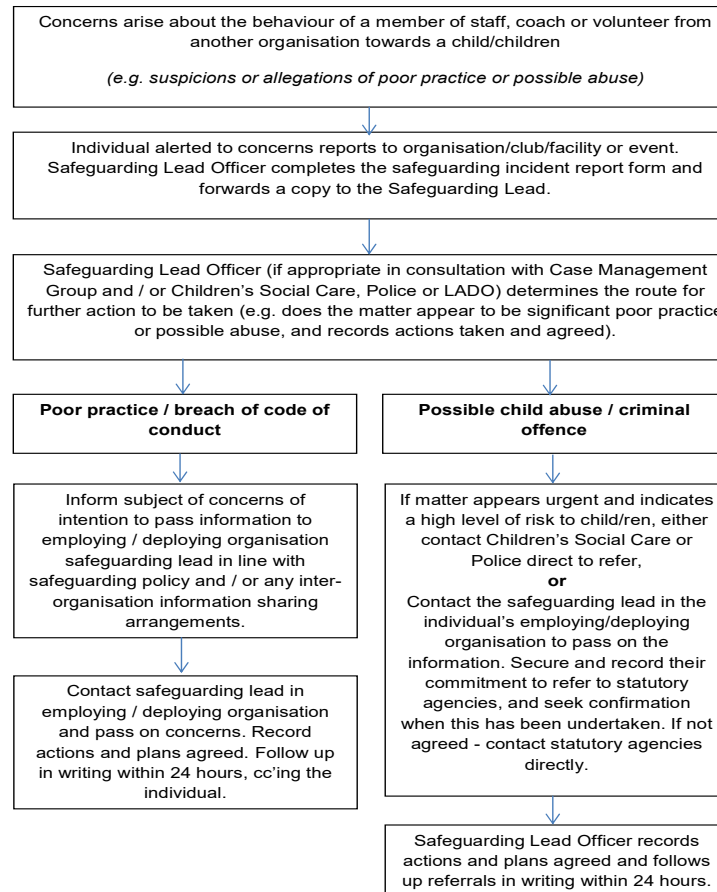 Concerns arise about the behaviour of a member of staff, coach or volunteer from
another organisation towards a child/children
(e.g. suspicions or allegations of poor practice or possible abuse)
Individual alerted to concerns reports to organisation/club/facility or event.
Safeguarding Lead Officer completes the safeguarding incident report form and
forwards a copy to the Safeguarding Lead.
Safeguarding Lead Officer (if appropriate in consultation with Case Management
Group and / or Children's Social Care, Police or LADO) determines the route for
further action to be taken (e.g. does the matter appear to be significant poor practice
or possible abuse, and records actions taken and agreed).
Poor practice / breach of code of
conduct
Inform subject of concerns of
intention to pass information to
employing / deploying organisation
safeguarding lead in line with
safeguarding policy and / or any inter-
organisation information sharing
arrangements.
Contact safeguarding lead in
employing / deploying organisation
and pass on concerns. Record
actions and plans agreed. Follow up
in writing within 24 hours, cc'ing the
individual.
Possible child abuse / criminal
offence
If matter appears urgent and indicates
a high level of risk to child/ren, either
contact Children's Social Care or
Police direct to refer,
or
Contact the safeguarding lead in the
individual's employing/deploying
organisation to pass on the
information. Secure and record their
commitment to refer to statutory
agencies, and seek confirmation
when this has been undertaken. If not
agreed - contact statutory agencies
directly.
Safeguarding Lead Officer records
actions and plans agreed and follows
up referrals in writing within 24 hours.